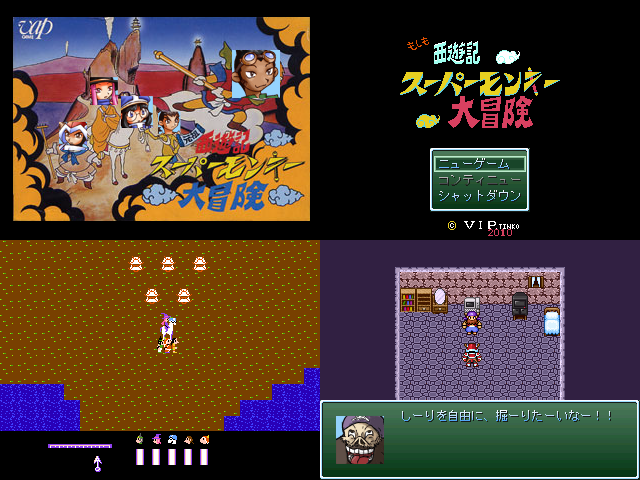 vap
西遊記
スーパーモンキー
大冒険
もしも
西遊記
スーパーモンキー
大冒険
ニューゲーム
コンティニュー
シャットダウン
© VIP TINKO
2010
しーりを自由に、掘ーりたーいなー！！